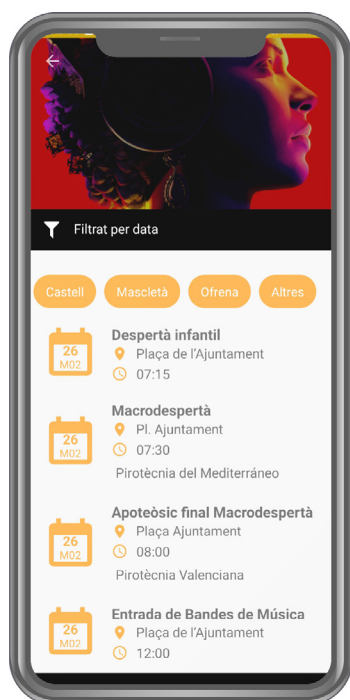 Filtrat per data
Castell Mascletà Ofrena Altres
Despertà infantil
26
M02
Plaça de l'Ajuntament
07:15
Macrodespertà
26
M02
Pl. Ajuntament
07:30
Pirotècnia del Mediterráneo
Apoteòsic final Macrodespertà
26
M02
Plaça Ajuntament
08:00
Pirotècnia Valenciana
Entrada de Bandes de Música
26
M02
Plaça de l'Ajuntament
12:00